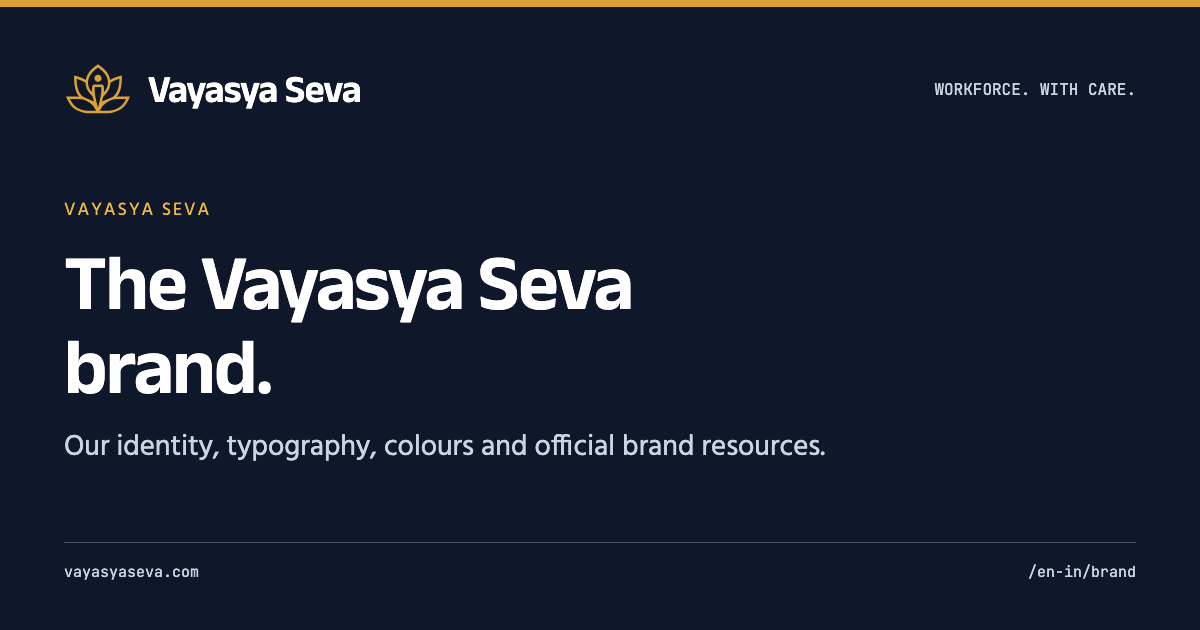 Vayasya Seva
WORKFORCE. WITH CARE.
VAYASYA SEVA
The Vayasya Seva
brand.
Our identity, typography, colours and official brand resources.
vayasyaseva.com
/en-in/brand